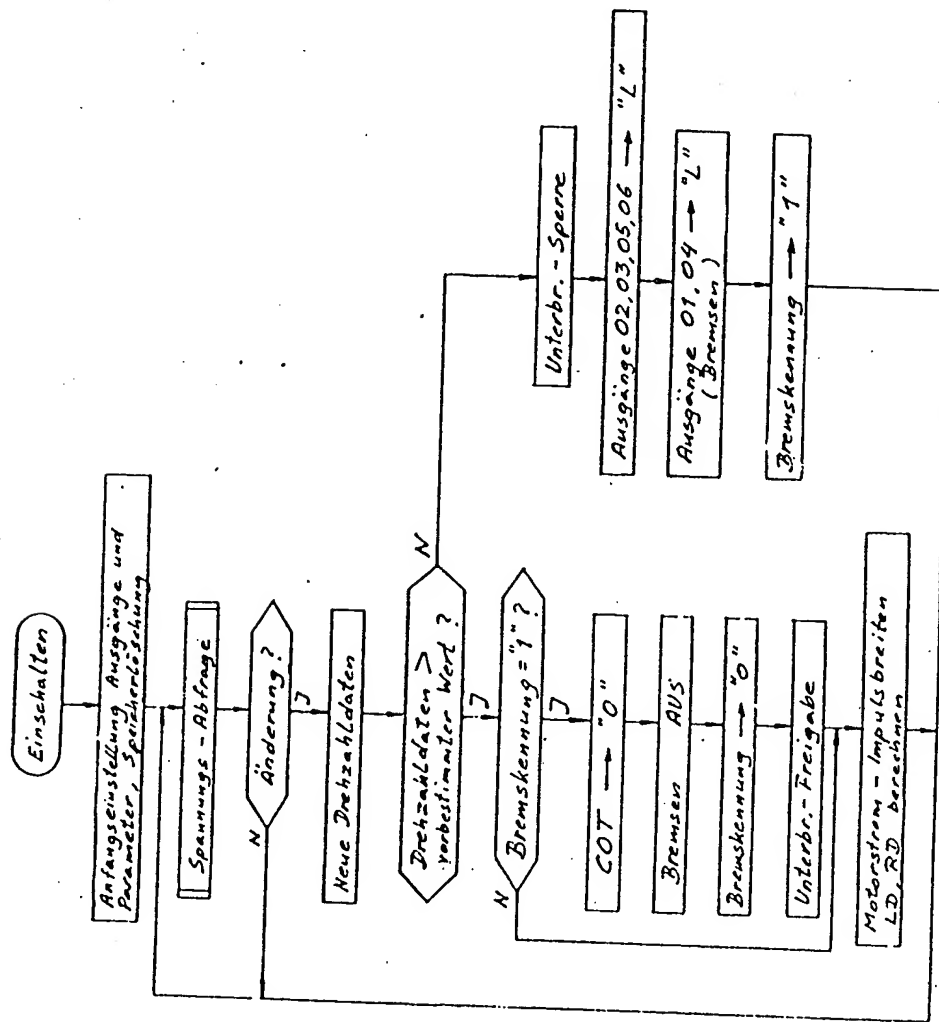 Einschalten
Anfangseinstellung Ausgänge und
Parameter, Speicherlöschung
Spannungs-Abfrage
Änderung?
N
J
Neue Drehzahldaten
Drehzahldaten >
vorbestimmter Wert?
N
J
Bremskennung="1"?
N
J
COT → "0"
Bremsen AUS
Bremskennung → "0"
Unterbr.-Freigabe
Motorstrom-Impulsbreiten
LD, RD berechnen
Unterbr.-Sperre
Ausgänge 02,03,05,06 → "L"
Ausgänge 01,04 → "L"
(Bremsen)
Bremskennung → "1"